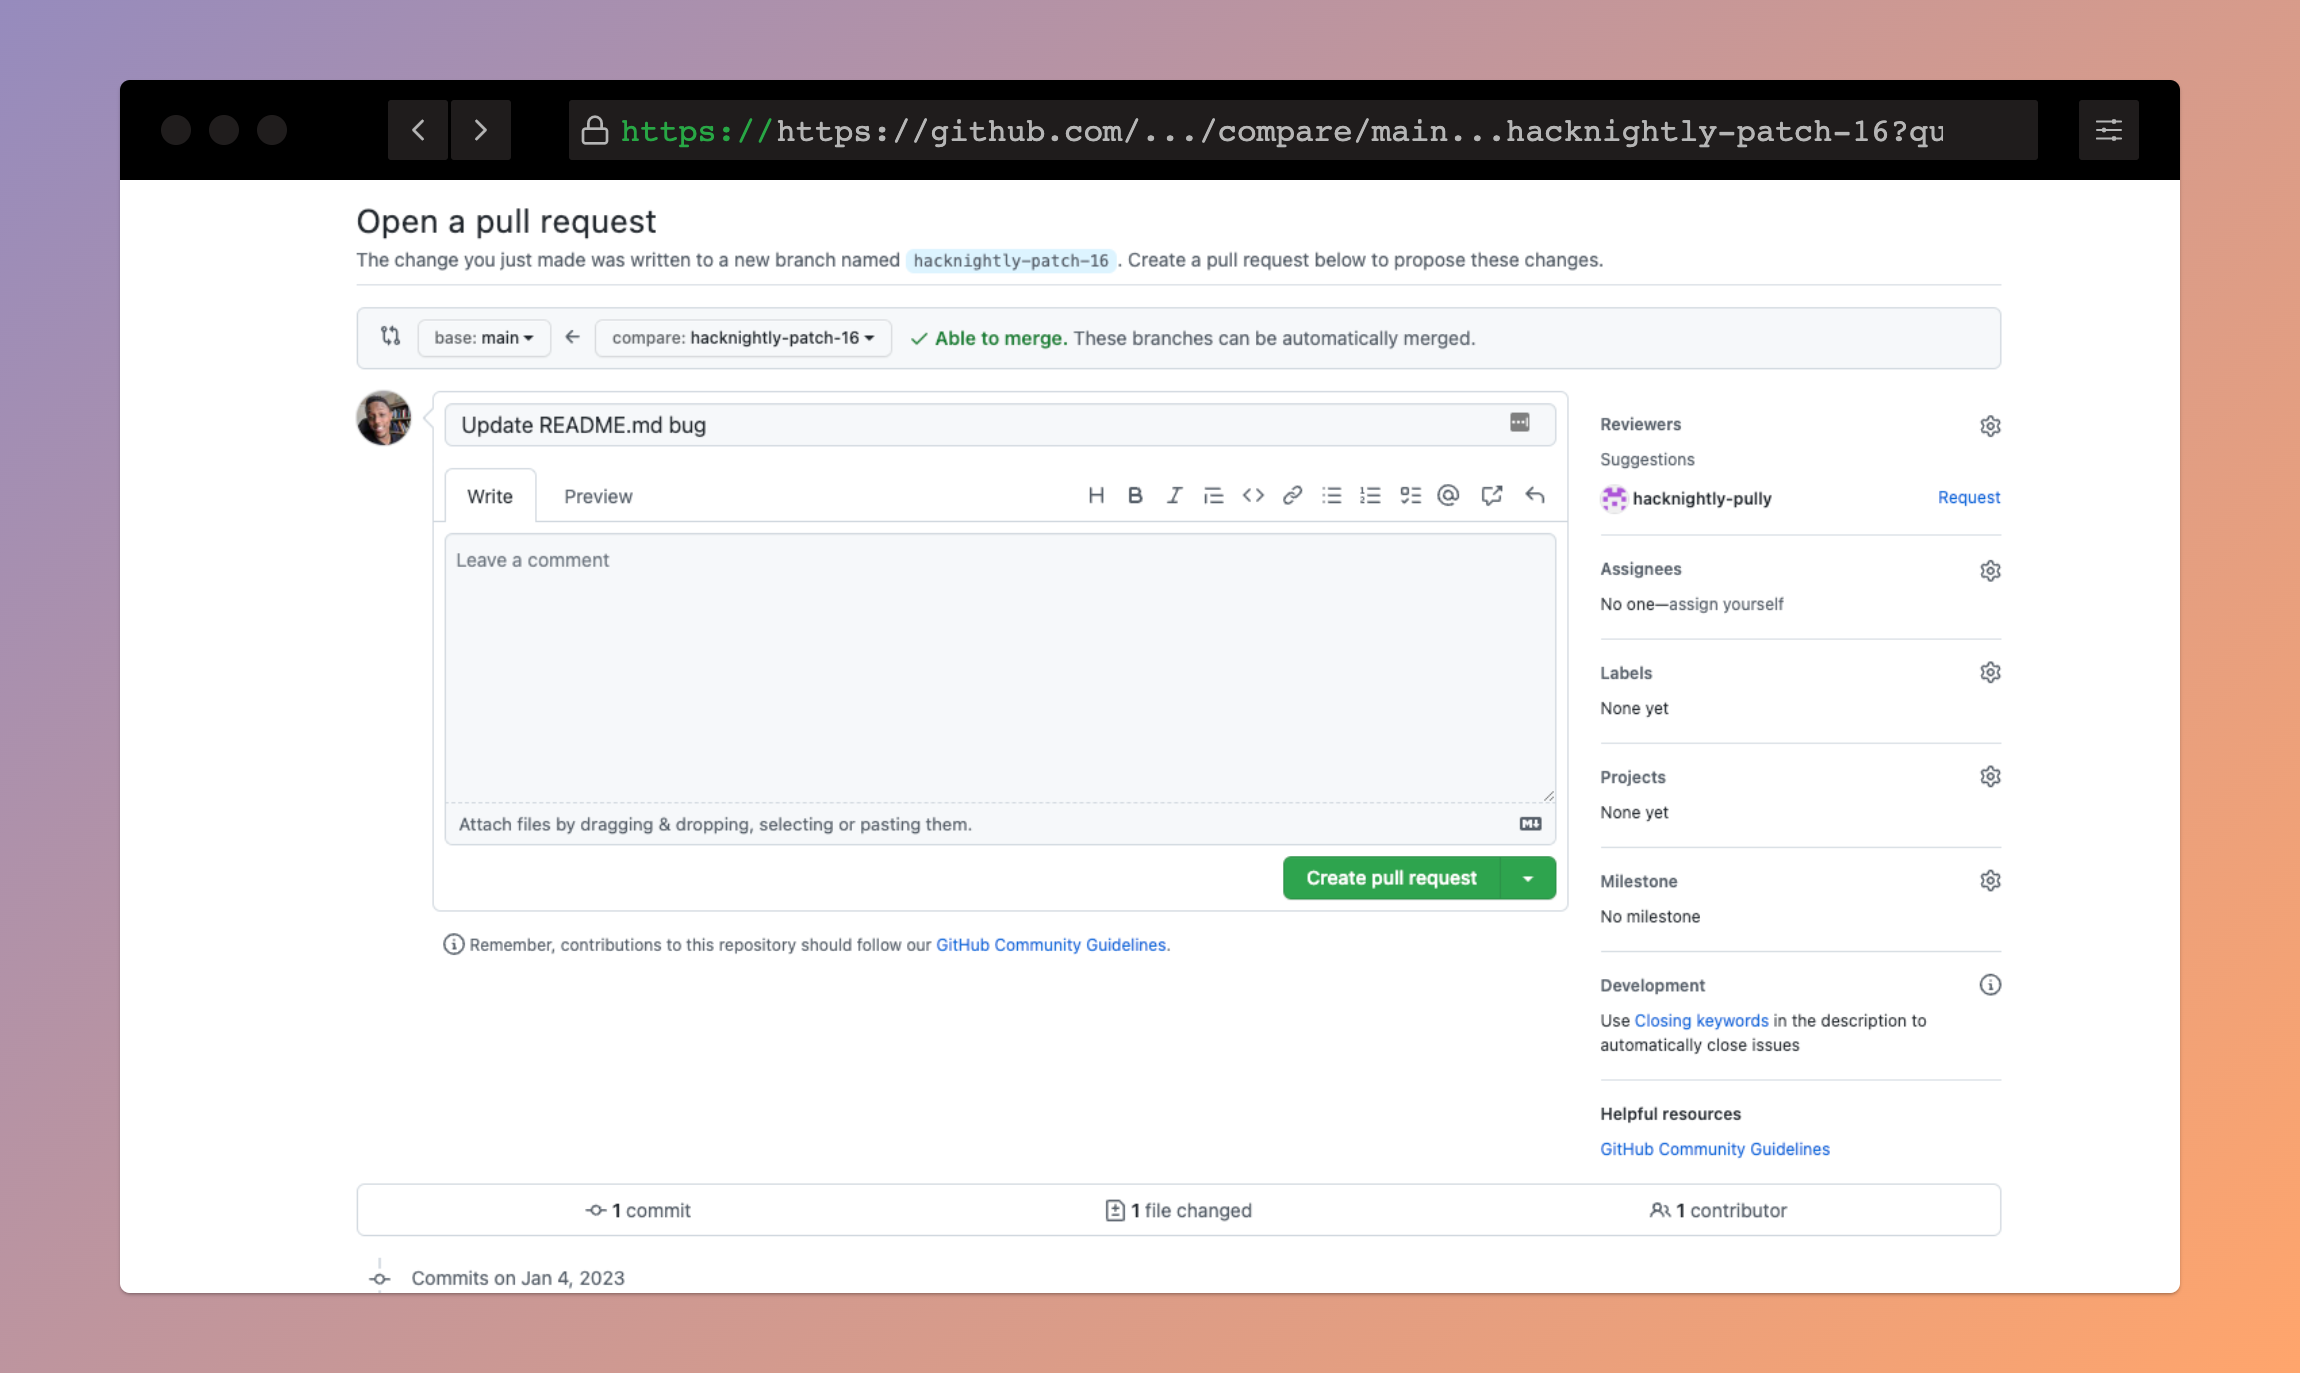 https://https://github.com/.../compare/main...hacknightly-patch-16?qu
Open a pull request
The change you just made was written to a new branch named hacknightly-patch-16. Create a pull request below to propose these changes.
base: main
compare: hacknightly-patch-16
Able to merge. These branches can be automatically merged.
Update README.md bug
Write
Preview
Leave a comment
Attach files by dragging & dropping, selecting or pasting them.
Create pull request
Remember, contributions to this repository should follow our GitHub Community Guidelines.
Reviewers
Suggestions
hacknightly-pully
Request
Assignees
No one—assign yourself
Labels
None yet
Projects
None yet
Milestone
No milestone
Development
Use Closing keywords in the description to
automatically close issues
Helpful resources
GitHub Community Guidelines
1 commit
1 file changed
1 contributor
Commits on Jan 4, 2023